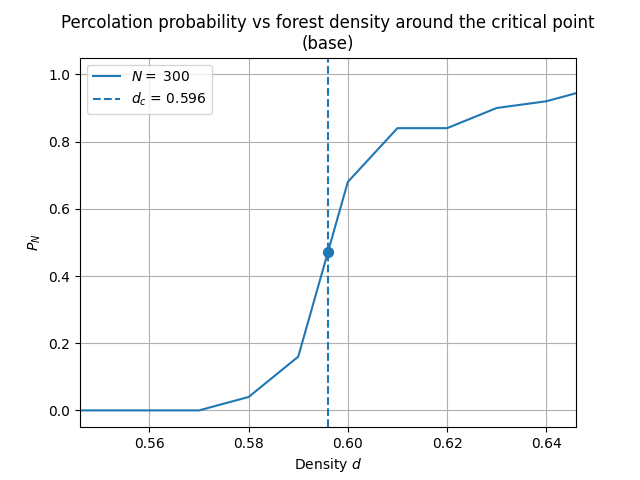 Percolation probability vs forest density around the critical point
(base)
N = 300
d_c = 0.596
1.0
0.8
0.6
0.4
0.2
0.0
P_N
0.56 0.58 0.60 0.62 0.64
Density d